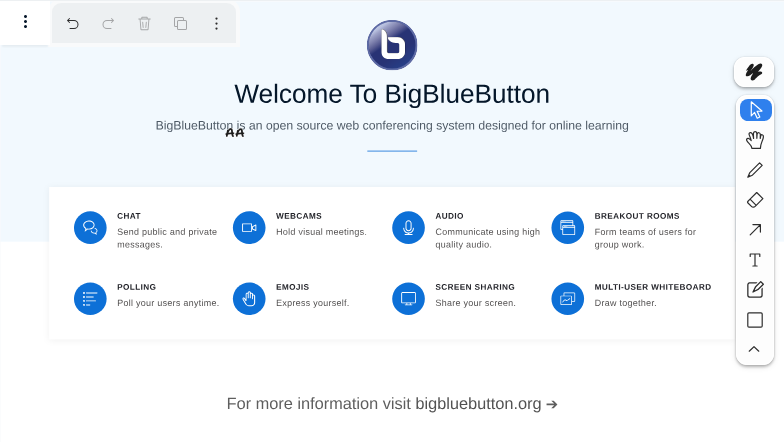 b
Welcome To BigBlueButton
BigBlueButton is an open source web conferencing system designed for online learning
AA
CHAT
Send public and private
messages.
WEBCAMS
Hold visual meetings.
AUDIO
Communicate using high
quality audio.
BREAKOUT ROOMS
Form teams of users for
group work.
POLLING
Poll your users anytime.
EMOJIS
Express yourself.
SCREEN SHARING
Share your screen.
MULTI-USER WHITEBOARD
Draw together.
For more information visit bigbluebutton.org →
T